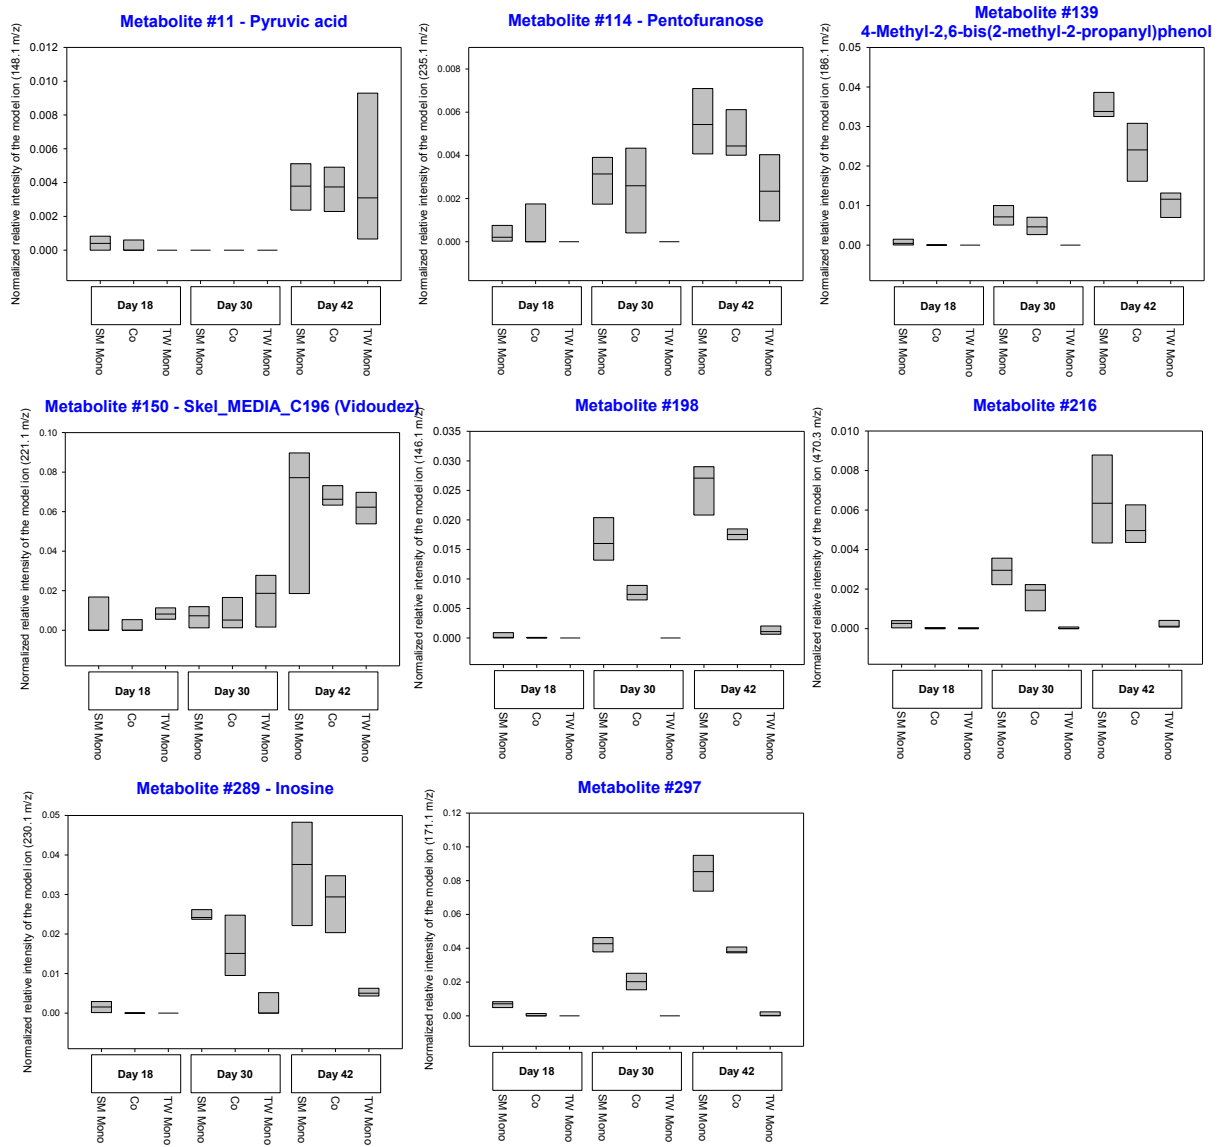 Metabolite #11 - Pyruvic acid
Normalized relative intensity of the model ion (148.1 m/z)
0.012
0.010
0.008
0.006
0.004
0.002
0.000
Day 18
Day 30
Day 42
SM Mono
Co
TW Mono
SM Mono
Co
TW Mono
SM Mono
Co
TW Mono
Metabolite #114 - Pentofuranose
Normalized relative intensity of the model ion (235.1 m/z)
0.008
0.006
0.004
0.002
0.000
Day 18
Day 30
Day 42
SM Mono
Co
TW Mono
SM Mono
Co
TW Mono
SM Mono
Co
TW Mono
Metabolite #139
4-Methyl-2,6-bis(2-methyl-2-propanyl)phenol
Normalized relative intensity of the model ion (186.1 m/z)
0.05
0.04
0.03
0.02
0.01
0.00
Day 18
Day 30
Day 42
SM Mono
Co
TW Mono
SM Mono
Co
TW Mono
SM Mono
Co
TW Mono
Metabolite #150 - Skel_MEDIA_C196 (Vidoudez)
Normalized relative intensity of the model ion (221.1 m/z)
0.10
0.08
0.06
0.04
0.02
0.00
Day 18
Day 30
Day 42
SM Mono
Co
TW Mono
SM Mono
Co
TW Mono
SM Mono
Co
TW Mono
Metabolite #198
Normalized relative intensity of the model ion (146.1 m/z)
0.035
0.030
0.025
0.020
0.015
0.010
0.005
0.000
Day 18
Day 30
Day 42
SM Mono
Co
TW Mono
SM Mono
Co
TW Mono
SM Mono
Co
TW Mono
Metabolite #216
Normalized relative intensity of the model ion (470.3 m/z)
0.010
0.008
0.006
0.004
0.002
0.000
Day 18
Day 30
Day 42
SM Mono
Co
TW Mono
SM Mono
Co
TW Mono
SM Mono
Co
TW Mono
Metabolite #289 - Inosine
Normalized relative intensity of the model ion (230.1 m/z)
0.05
0.04
0.03
0.02
0.01
0.00
Day 18
Day 30
Day 42
SM Mono
Co
TW Mono
SM Mono
Co
TW Mono
SM Mono
Co
TW Mono
Metabolite #297
Normalized relative intensity of the model ion (171.1 m/z)
0.12
0.10
0.08
0.06
0.04
0.02
0.00
Day 18
Day 30
Day 42
SM Mono
Co
TW Mono
SM Mono
Co
TW Mono
SM Mono
Co
TW Mono